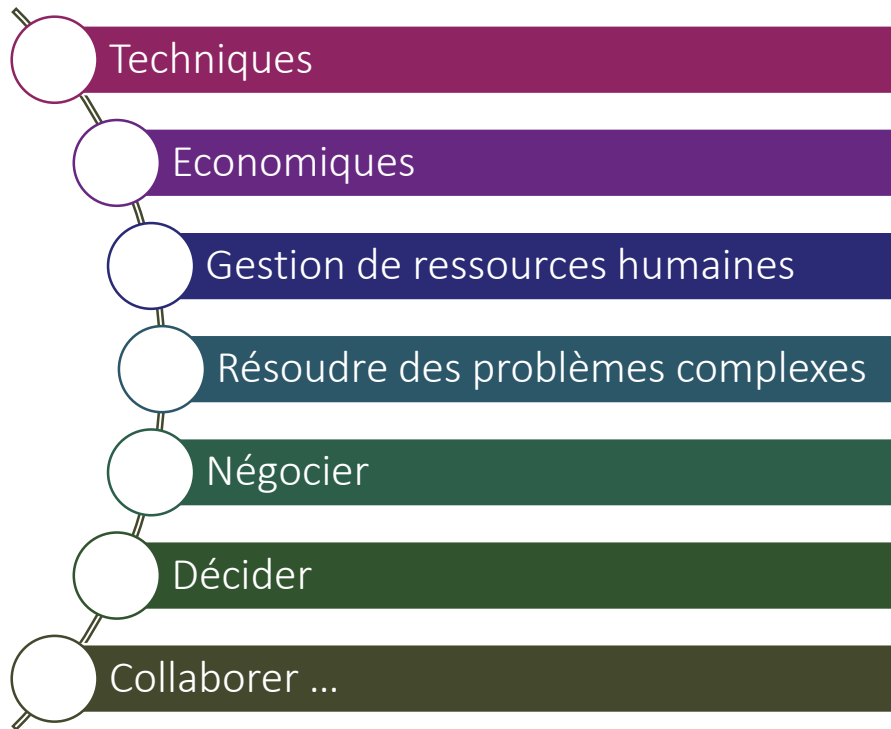 Techniques
Economiques
Gestion de ressources humaines
Résoudre des problèmes complexes
Négocier
Décider
Collaborer ...